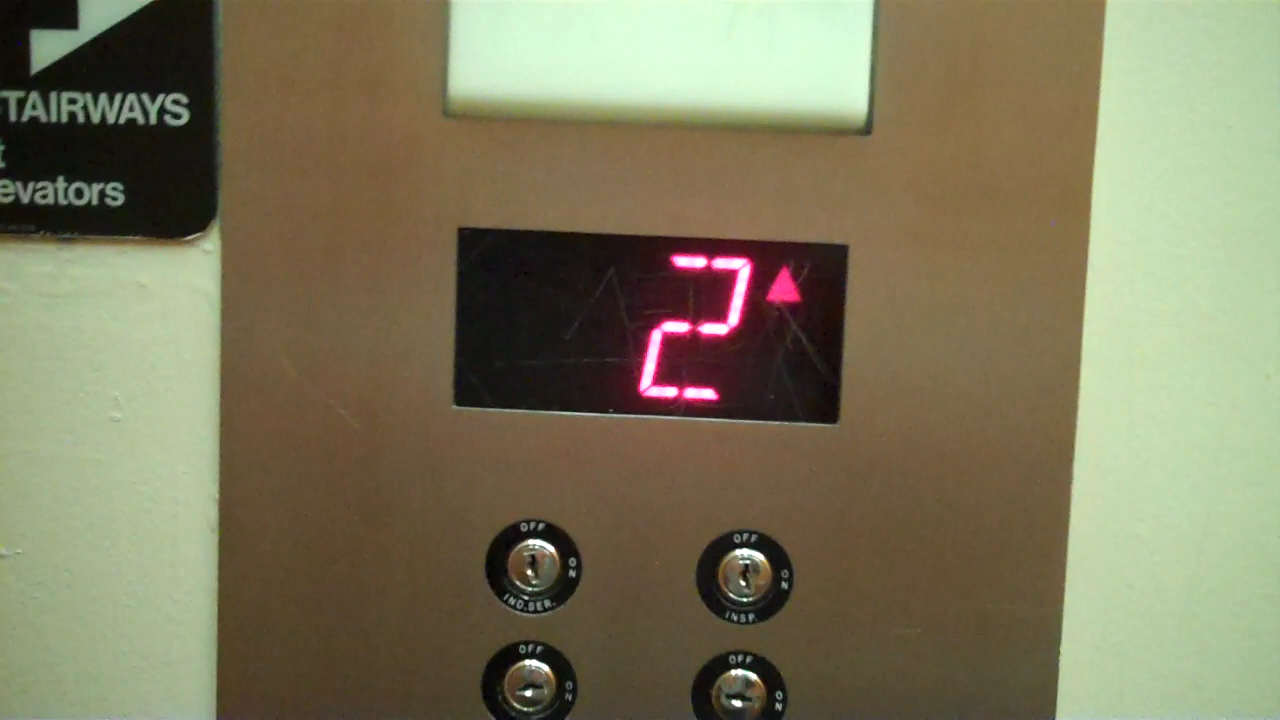 TAIRWAYS
t
evators
2
OFF
ON
IND.SER.
OFF
ON
INSP.
OFF
ON
OFF
ON